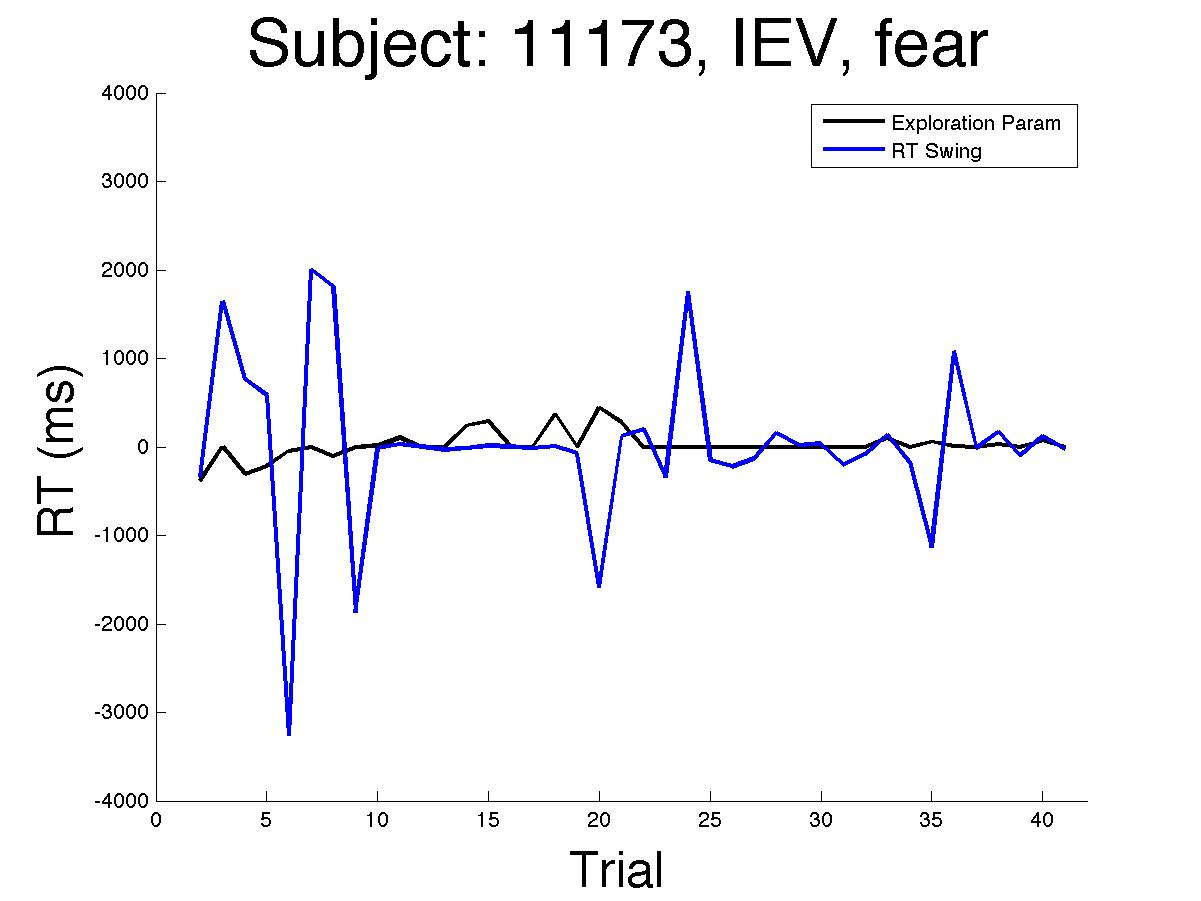 Subject: 11173, IEV, fear
4000
3000
2000
1000
0
-1000
-2000
-3000
-4000
RT (ms)
Exploration Param
RT Swing
0 5 10 15 20 25 30 35 40
Trial